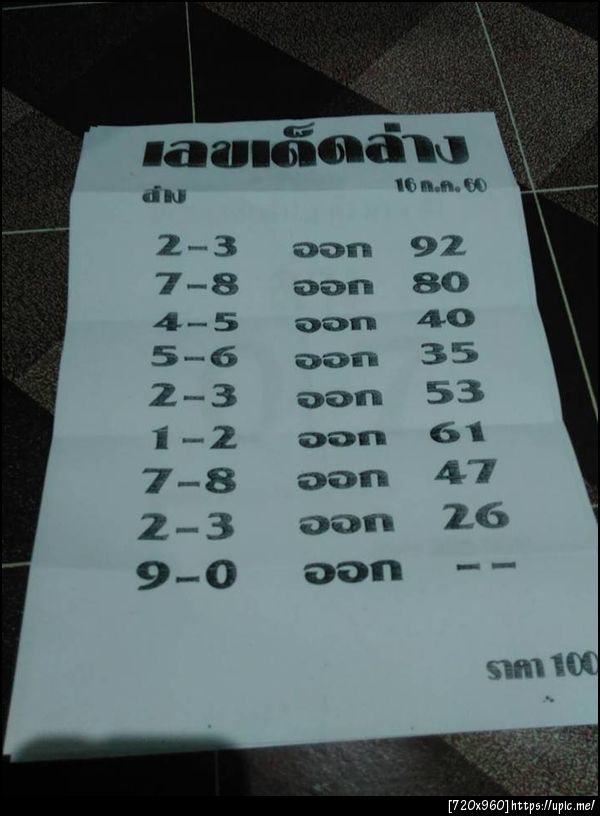 เลขเด็ดล่าง
ล่าง 16 ก.ค. 60
2-3 ออก 92
7-8 ออก 80
4-5 ออก 40
5-6 ออก 35
2-3 ออก 53
1-2 ออก 61
7-8 ออก 47
2-3 ออก 26
9-0 ออก --
ราคา 100
[720x960]https://upic.me/